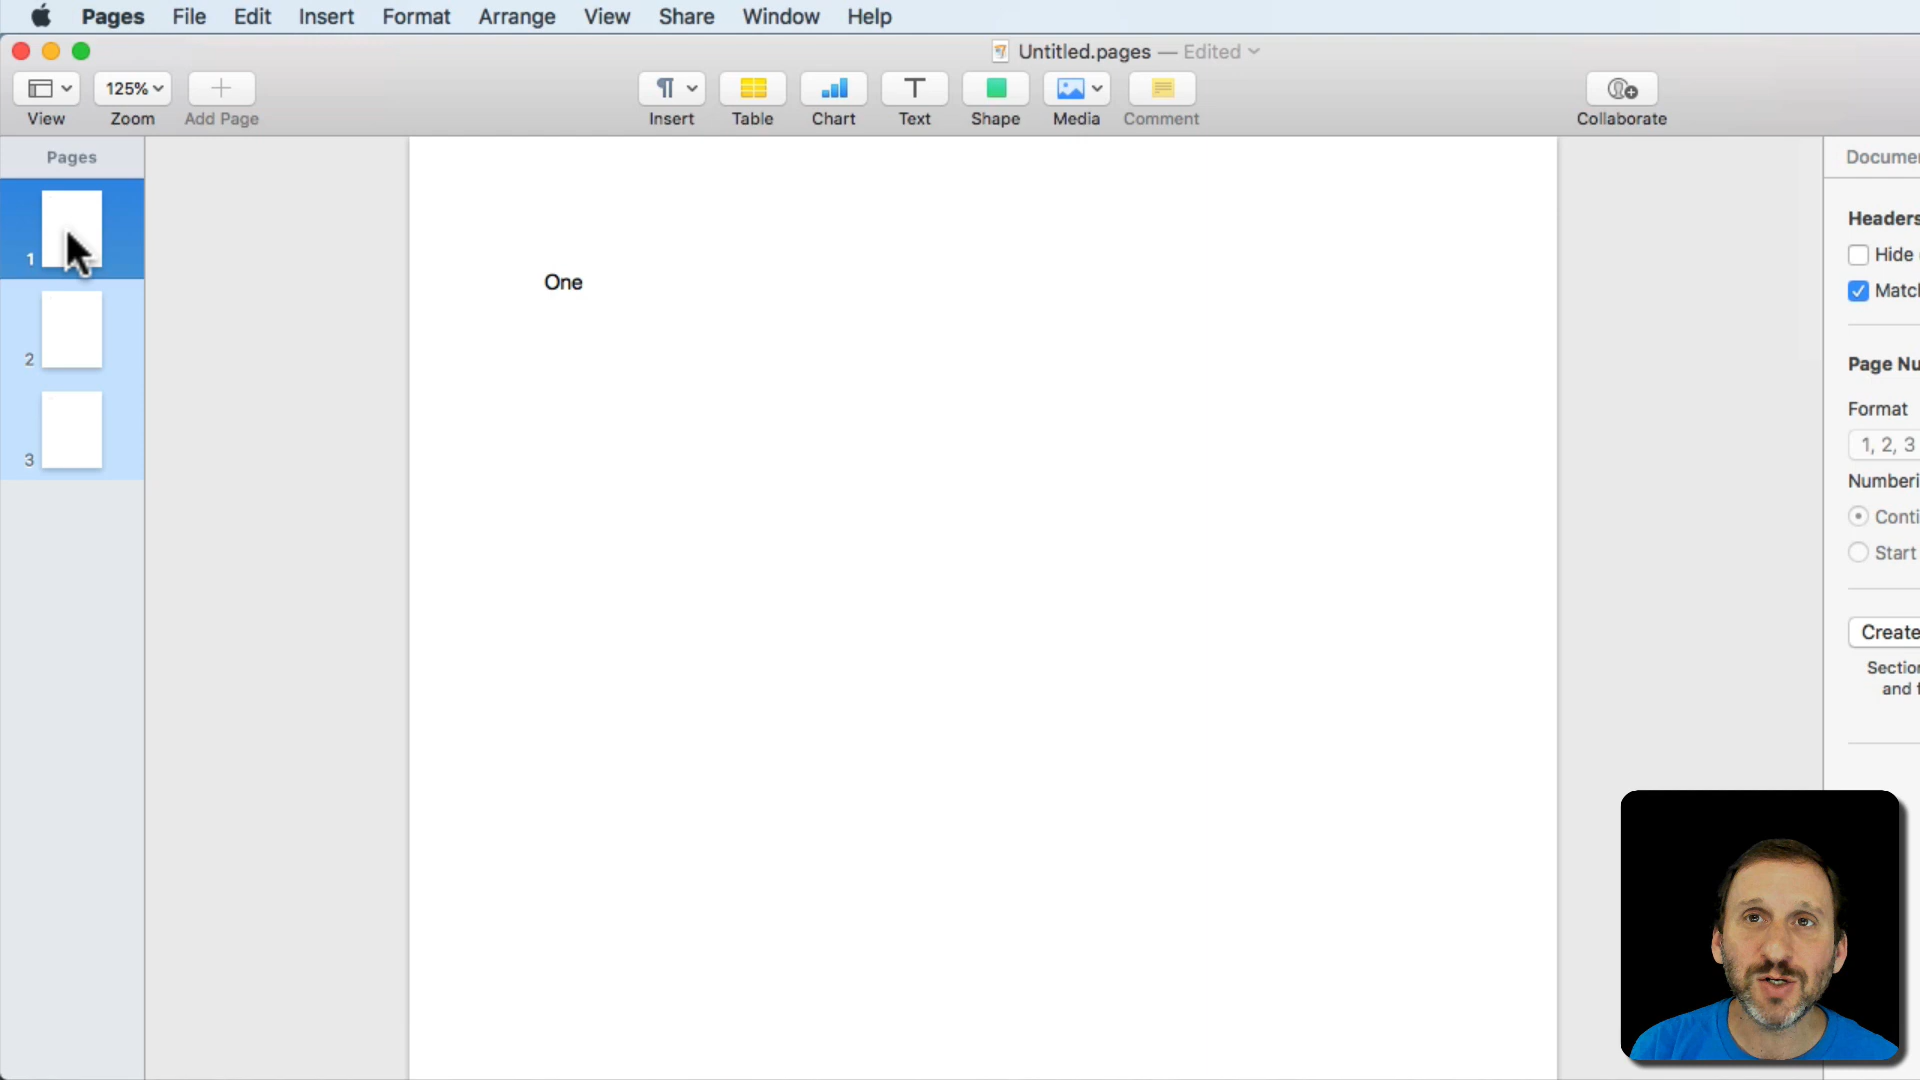 Pages File Edit Insert Format Arrange View Share Window Help
Untitled.pages — Edited
125%
View Zoom Add Page Insert Table Chart Text Shape Media Comment Collaborate
Pages
Documen
1
2
3
One
Headers
Hide
Match
Page Nu
Format
1, 2, 3
Numberi
Conti
Start
Create
Section
and f